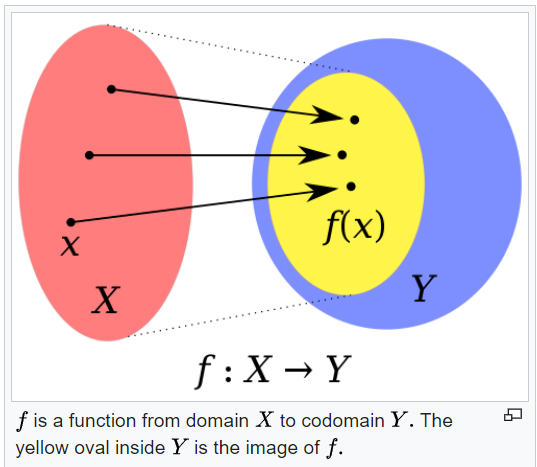 f(x)
x
X
Y
f : X → Y
f is a function from domain X to codomain Y. The
yellow oval inside Y is the image of f.